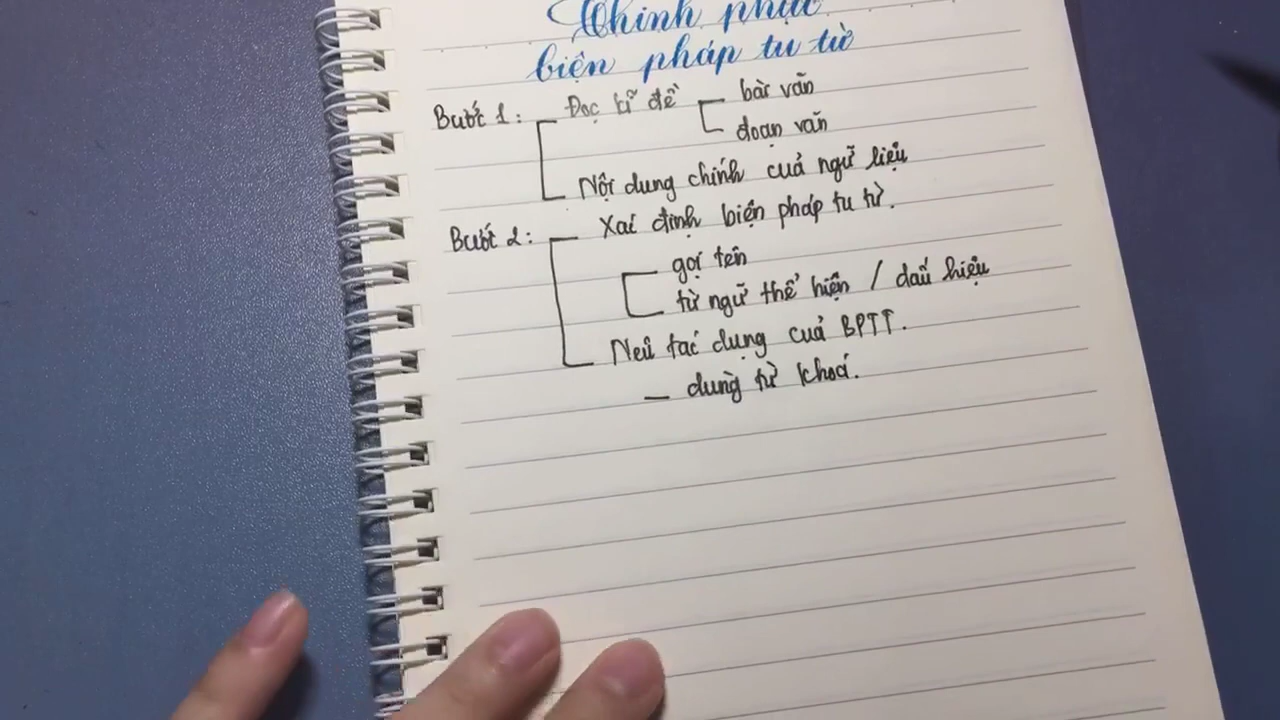 Chinh phục
biện pháp tu từ
Bước 1: Đọc kĩ đề bài văn
đoạn văn
Nội dung chính của ngữ liệu
Bước 2: Xác định biện pháp tu từ.
gọi tên
từ ngữ thể hiện / dấu hiệu
Nêu tác dụng của BPTT.
— dùng từ khoá.